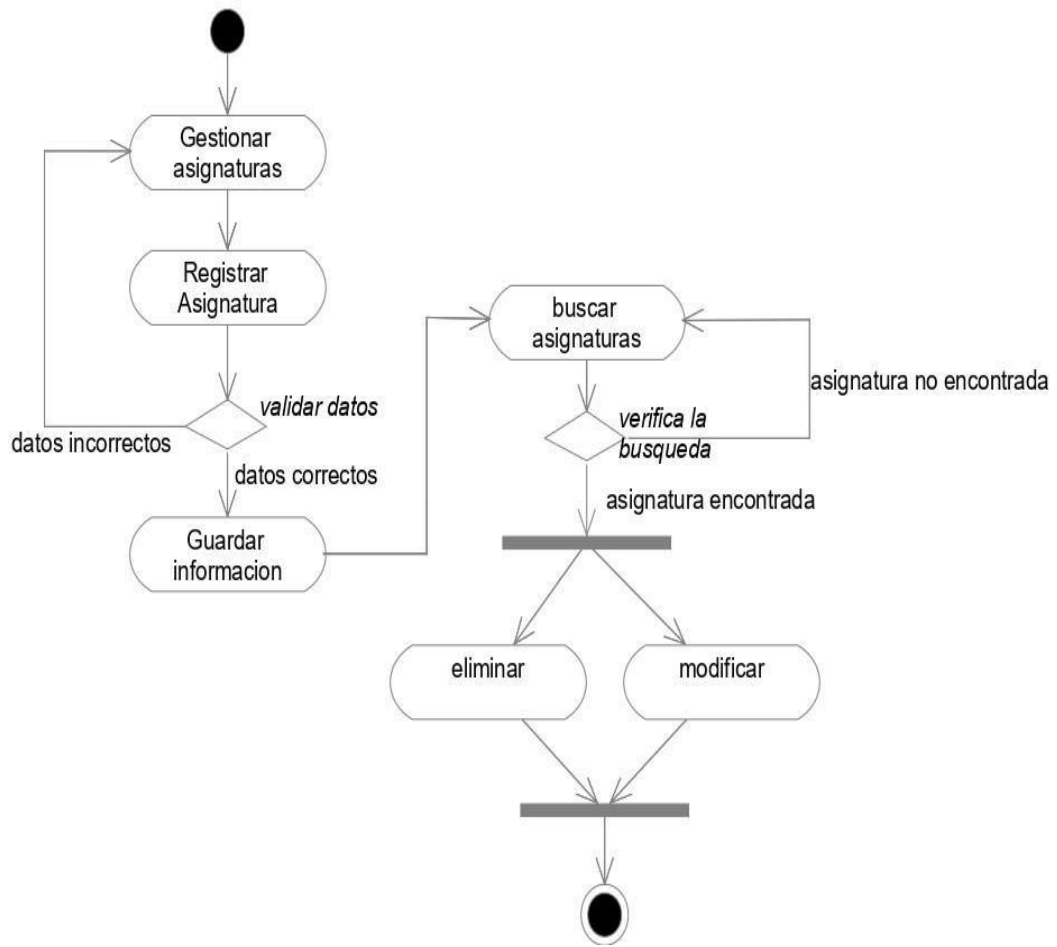 Gestionar
asignaturas
Registrar
Asignatura
validar datos
datos incorrectos
datos correctos
Guardar
informacion
buscar
asignaturas
asignatura no encontrada
verifica la
busqueda
asignatura encontrada
eliminar
modificar